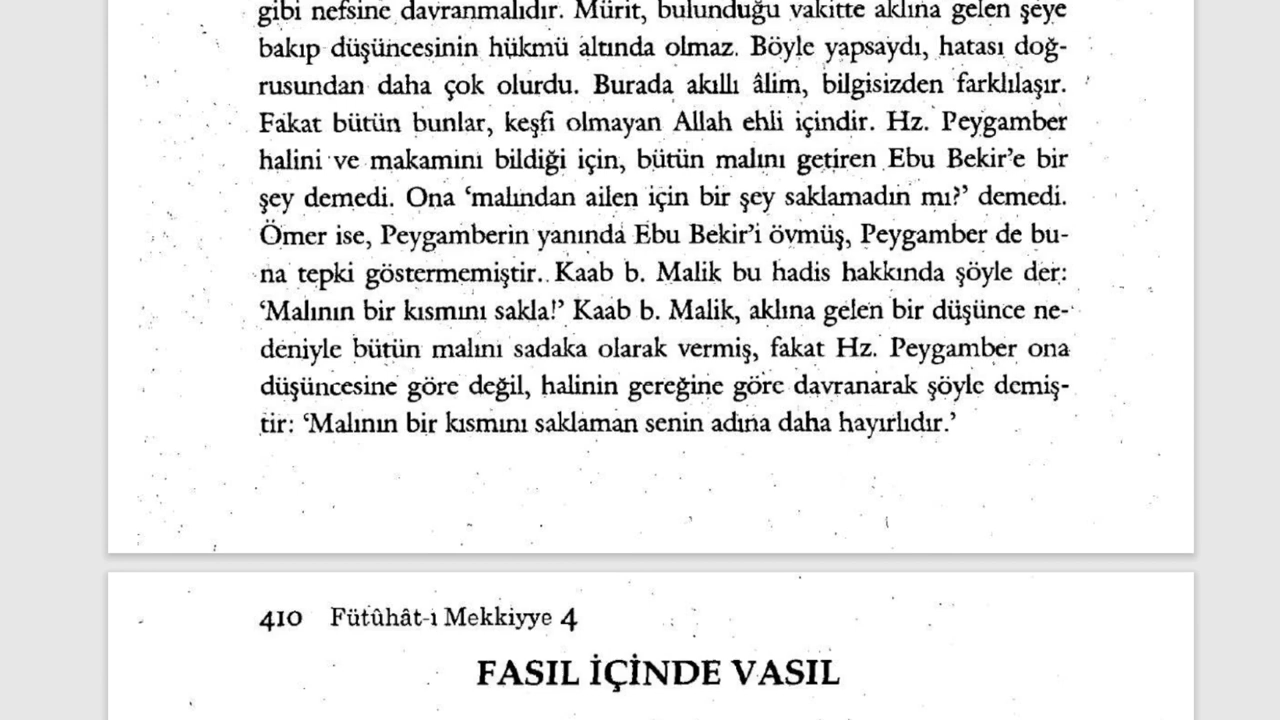 gibi nefsine davranmalıdır. Mürit, bulunduğu vakitte aklına gelen şeye
bakıp düşüncesinin hükmü altında olmaz. Böyle yapsaydı, hatası doğ-
rusundan daha çok olurdu. Burada akıllı âlim, bilgisizden farklılaşır.
Fakat bütün bunlar, keşfi olmayan Allah ehli içindir. Hz. Peygamber
halini ve makamını bildiği için, bütün malını getiren Ebu Bekir'e bir
şey demedi. Ona ‘malından ailen için bir şey saklamadın mı?’ demedi.
Ömer ise, Peygamberin yanında Ebu Bekir'i övmüş, Peygamber de bu-
na tepki göstermemiştir. Kaab b. Malik bu hadis hakkında şöyle der:
‘Malının bir kısmını sakla!’ Kaab b. Malik, aklına gelen bir düşünce ne-
deniyle bütün malını sadaka olarak vermiş, fakat Hz. Peygamber ona
düşüncesine göre değil, halinin gereğine göre davranarak şöyle demiş-
tir: ‘Malının bir kısmını saklaman senin adına daha hayırlıdır.’
410 Fütûhât-ı Mekkiyye 4
FASIL İÇİNDE VASIL